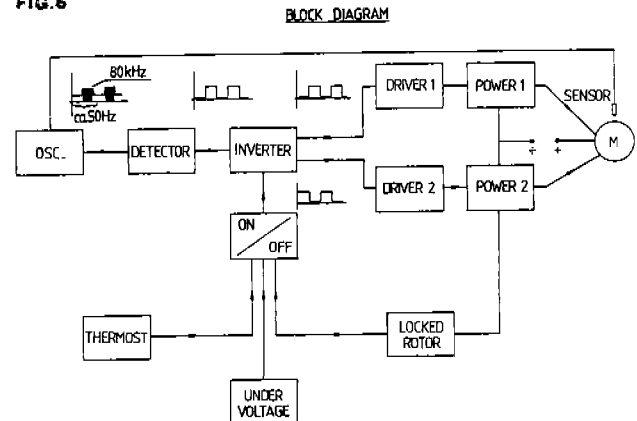 FIG.6
BLOCK DIAGRAM
80kHz
ca.50Hz
SENSOR
OSC.
DETECTOR
INVERTER
DRIVER 1
POWER 1
M
÷ +
DRIVER 2
POWER 2
ON
OFF
THERMOST
LOCKED
ROTOR
UNDER
VOLTAGE